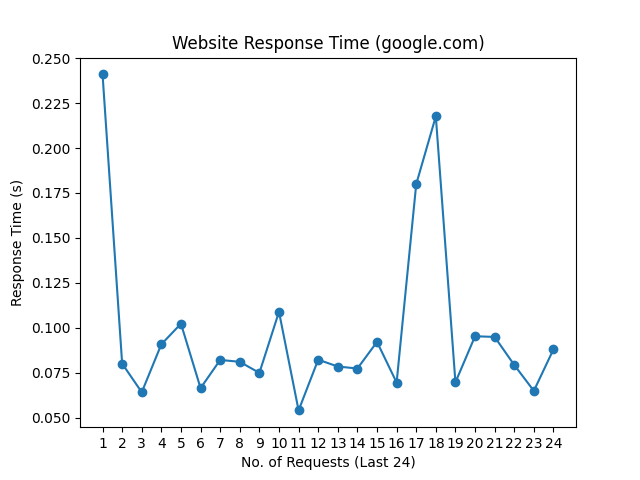 Website Response Time (google.com)
0.250
0.225
0.200
0.175
0.150
0.125
0.100
0.075
0.050
Response Time (s)
1 2 3 4 5 6 7 8 9 10 11 12 13 14 15 16 17 18 19 20 21 22 23 24
No. of Requests (Last 24)